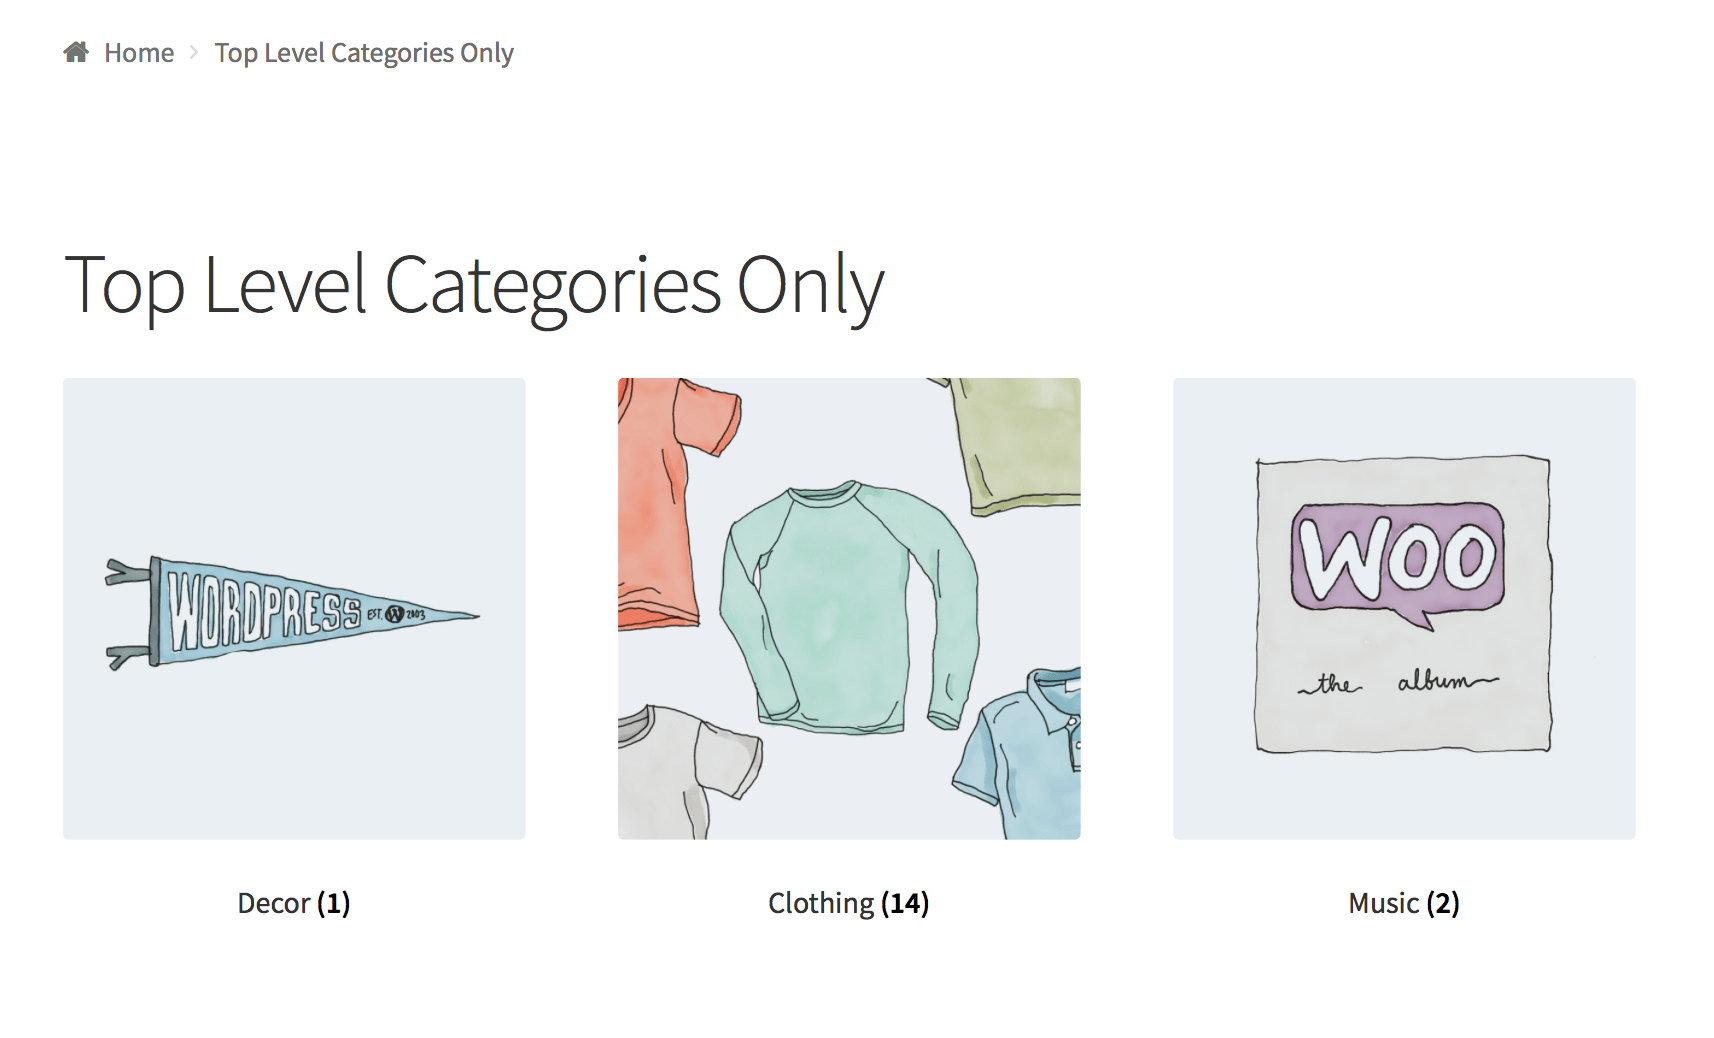 Home > Top Level Categories Only
Top Level Categories Only
WORDPRESS EST. W 2003
WOO
the album
Decor (1)
Clothing (14)
Music (2)